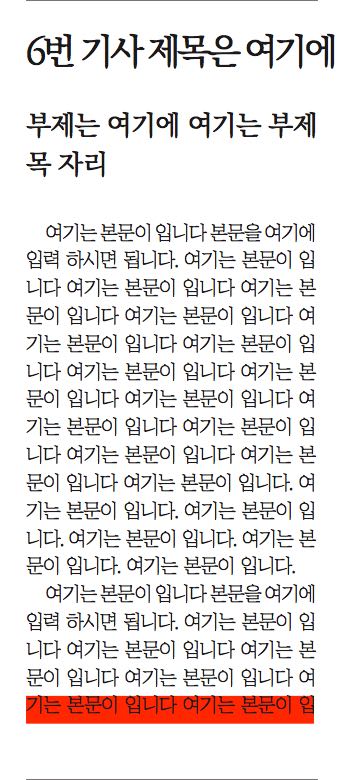 6번 기사 제목은 여기에
부제는 여기에 여기는 부제
목 자리
여기는 본문이 입니다 본문을 여기에
입력 하시면 됩니다. 여기는 본문이 입
니다 여기는 본문이 입니다 여기는 본
문이 입니다 여기는 본문이 입니다 여
기는 본문이 입니다 여기는 본문이 입
니다 여기는 본문이 입니다 여기는 본
문이 입니다 여기는 본문이 입니다 여
기는 본문이 입니다 여기는 본문이 입
니다 여기는 본문이 입니다 여기는 본
문이 입니다 여기는 본문이 입니다. 여
기는 본문이 입니다. 여기는 본문이 입
니다. 여기는 본문이 입니다. 여기는 본
문이 입니다. 여기는 본문이 입니다.
여기는 본문이 입니다 본문을 여기에
입력 하시면 됩니다. 여기는 본문이 입
니다 여기는 본문이 입니다 여기는 본
문이 입니다 여기는 본문이 입니다 여
기는 본문이 입니다 여기는 본문이 입